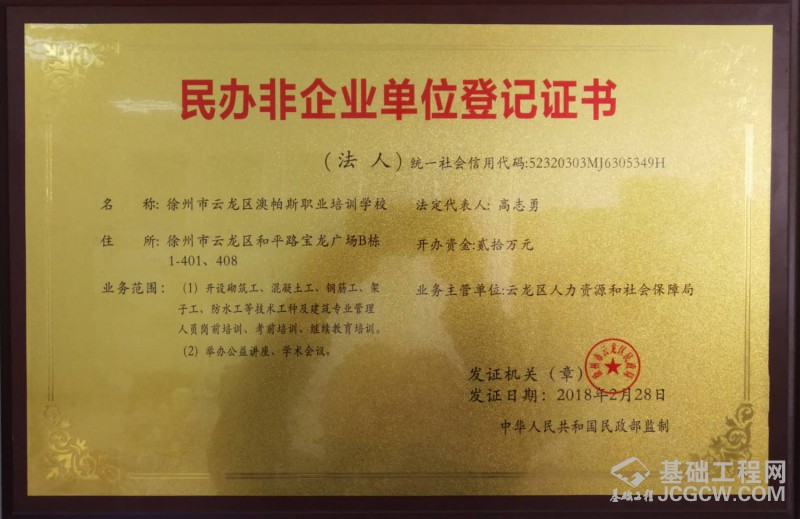 民办非企业单位登记证书
（法 人）统一社会信用代码:52320303MJ6305349H
名 称: 徐州市云龙区澳帕斯职业培训学校
法定代表人: 高志勇
住 所: 徐州市云龙区和平路宝龙广场B栋
1-401、408
开办资金:贰拾万元
业务范围: （1）开设砌筑工、混凝土工、钢筋工、架
子工、防水工等技术工种及建筑专业管理
人员岗前培训、考前培训、继续教育培训。
（2）举办公益讲座、学术会议。
业务主管单位:云龙区人力资源和社会保障局
发证机关（章）
发证日期: 2018年2月28日
中华人民共和国民政部监制
基础工程网
基础工程 JCGCW.COM